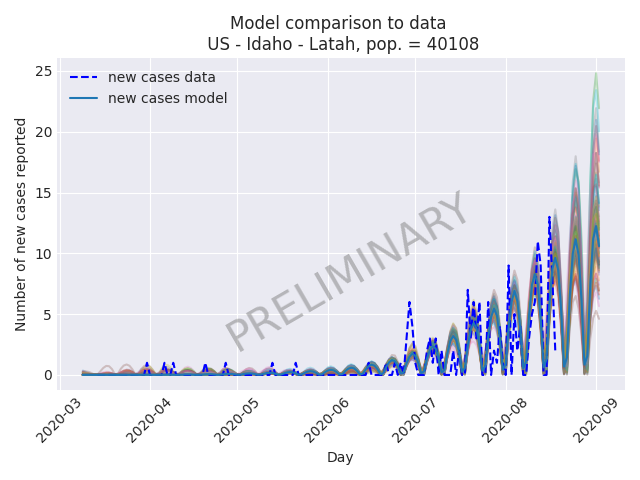 Model comparison to data
US - Idaho - Latah, pop. = 40108
new cases data
new cases model
PRELIMINARY
Number of new cases reported
25
20
15
10
5
0
2020-03
2020-04
2020-05
2020-06
2020-07
2020-08
2020-09
Day